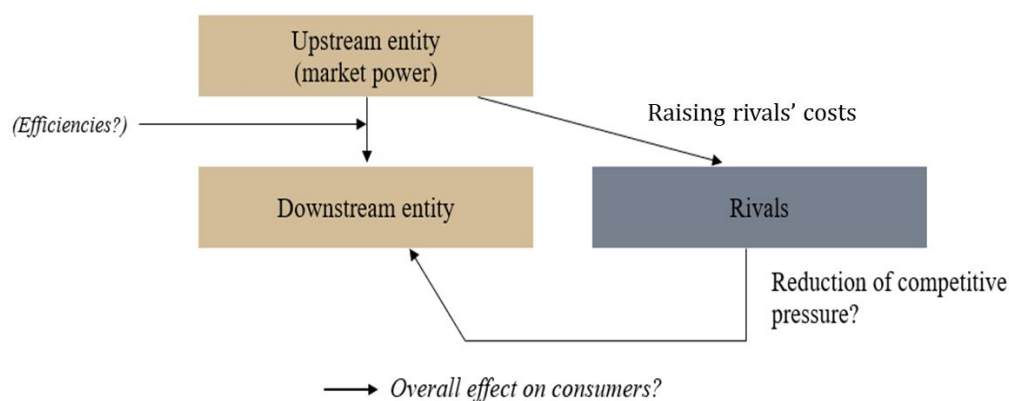 Upstream entity
(market power)
(Efficiencies?)
Raising rivals’ costs
Downstream entity
Rivals
Reduction of competitive
pressure?
Overall effect on consumers?